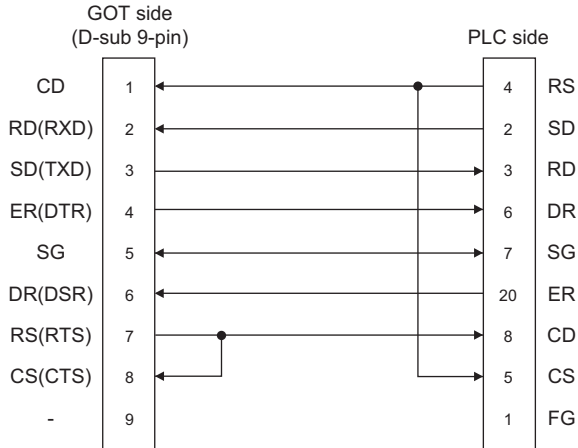 GOT side
(D-sub 9-pin)
PLC side
CD 1 4 RS
RD(RXD) 2 2 SD
SD(TXD) 3 3 RD
ER(DTR) 4 6 DR
SG 5 7 SG
DR(DSR) 6 20 ER
RS(RTS) 7 8 CD
CS(CTS) 8 5 CS
- 9 1 FG